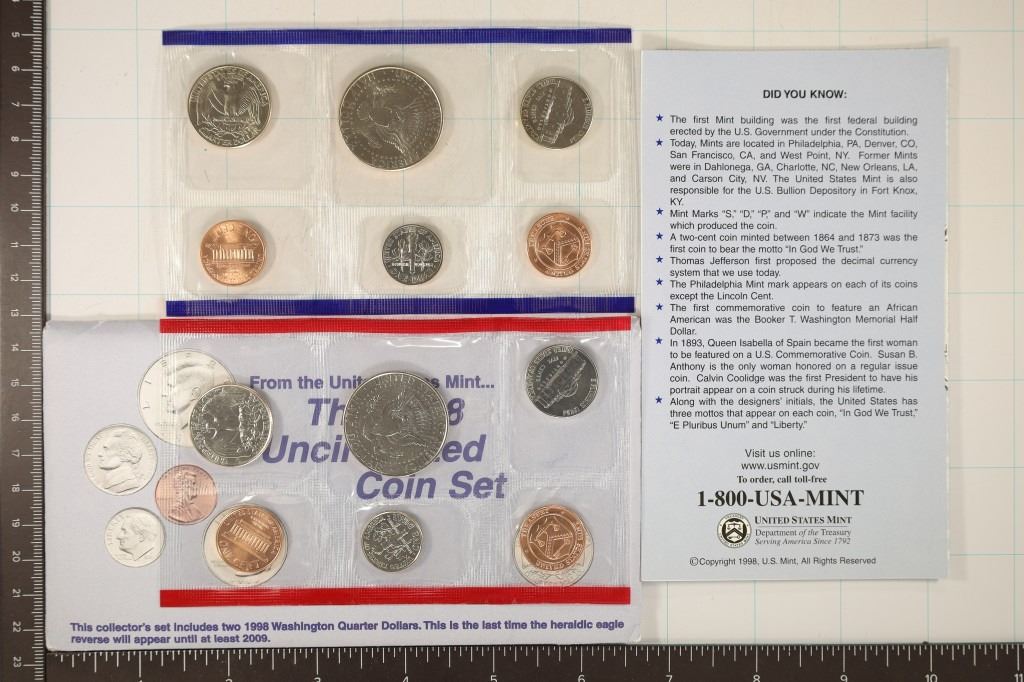 DID YOU KNOW:
★ The first Mint building was the first federal building
erected by the U.S. Government under the Constitution.
★ Today, Mints are located in Philadelphia, PA, Denver, CO,
San Francisco, CA, and West Point, NY. Former Mints
were in Dahlonega, GA, Charlotte, NC, New Orleans, LA,
and Carson City, NV. The United States Mint is also
responsible for the U.S. Bullion Depository in Fort Knox,
KY.
★ Mint Marks “S,” “D,” “P,” and “W” indicate the Mint facility
which produced the coin.
★ A two-cent coin minted between 1864 and 1873 was the
first coin to bear the motto “In God We Trust.”
★ Thomas Jefferson first proposed the decimal currency
system that we use today.
★ The Philadelphia Mint mark appears on each of its coins
except the Lincoln Cent.
★ The first commemorative coin to feature an African
American was the Booker T. Washington Memorial Half
Dollar.
★ In 1893, Queen Isabella of Spain became the first woman
to be featured on a U.S. Commemorative Coin. Susan B.
Anthony is the only woman honored on a regular issue
coin. Calvin Coolidge was the first President to have his
portrait appear on a coin struck during his lifetime.
★ Along with the designers’ initials, the United States has
three mottos that appear on each coin, “In God We Trust,”
“E Pluribus Unum” and “Liberty.”
Visit us online:
www.usmint.gov
To order, call toll-free
1-800-USA-MINT
UNITED STATES MINT
Department of the Treasury
Serving America Since 1792
©Copyright 1998, U.S. Mint, All Rights Reserved
From the Unit s Mint...
Th 8
Uncir ed
Coin Set
This collector's set includes two 1998 Washington Quarter Dollars. This is the last time the heraldic eagle
reverse will appear until at least 2009.